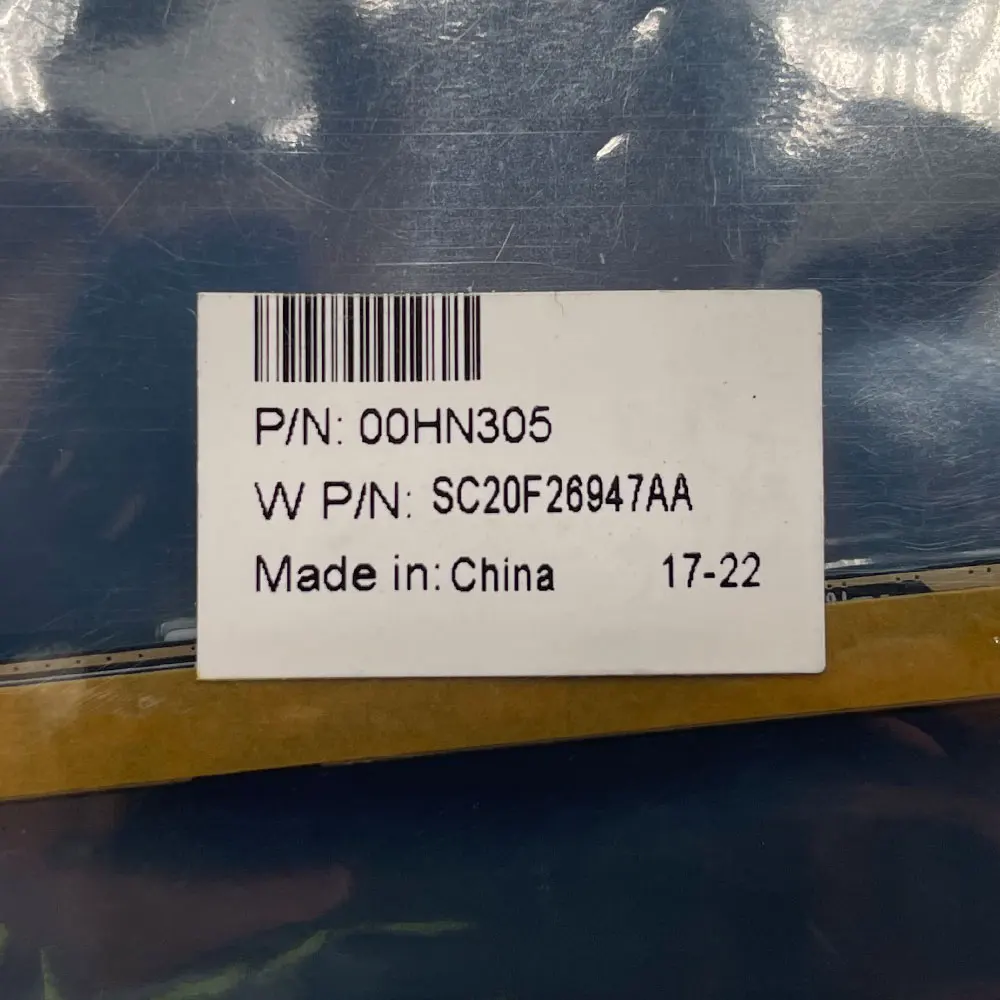 P/N: 00HN305
W P/N: SC20F26947AA
Made in: China 17-22